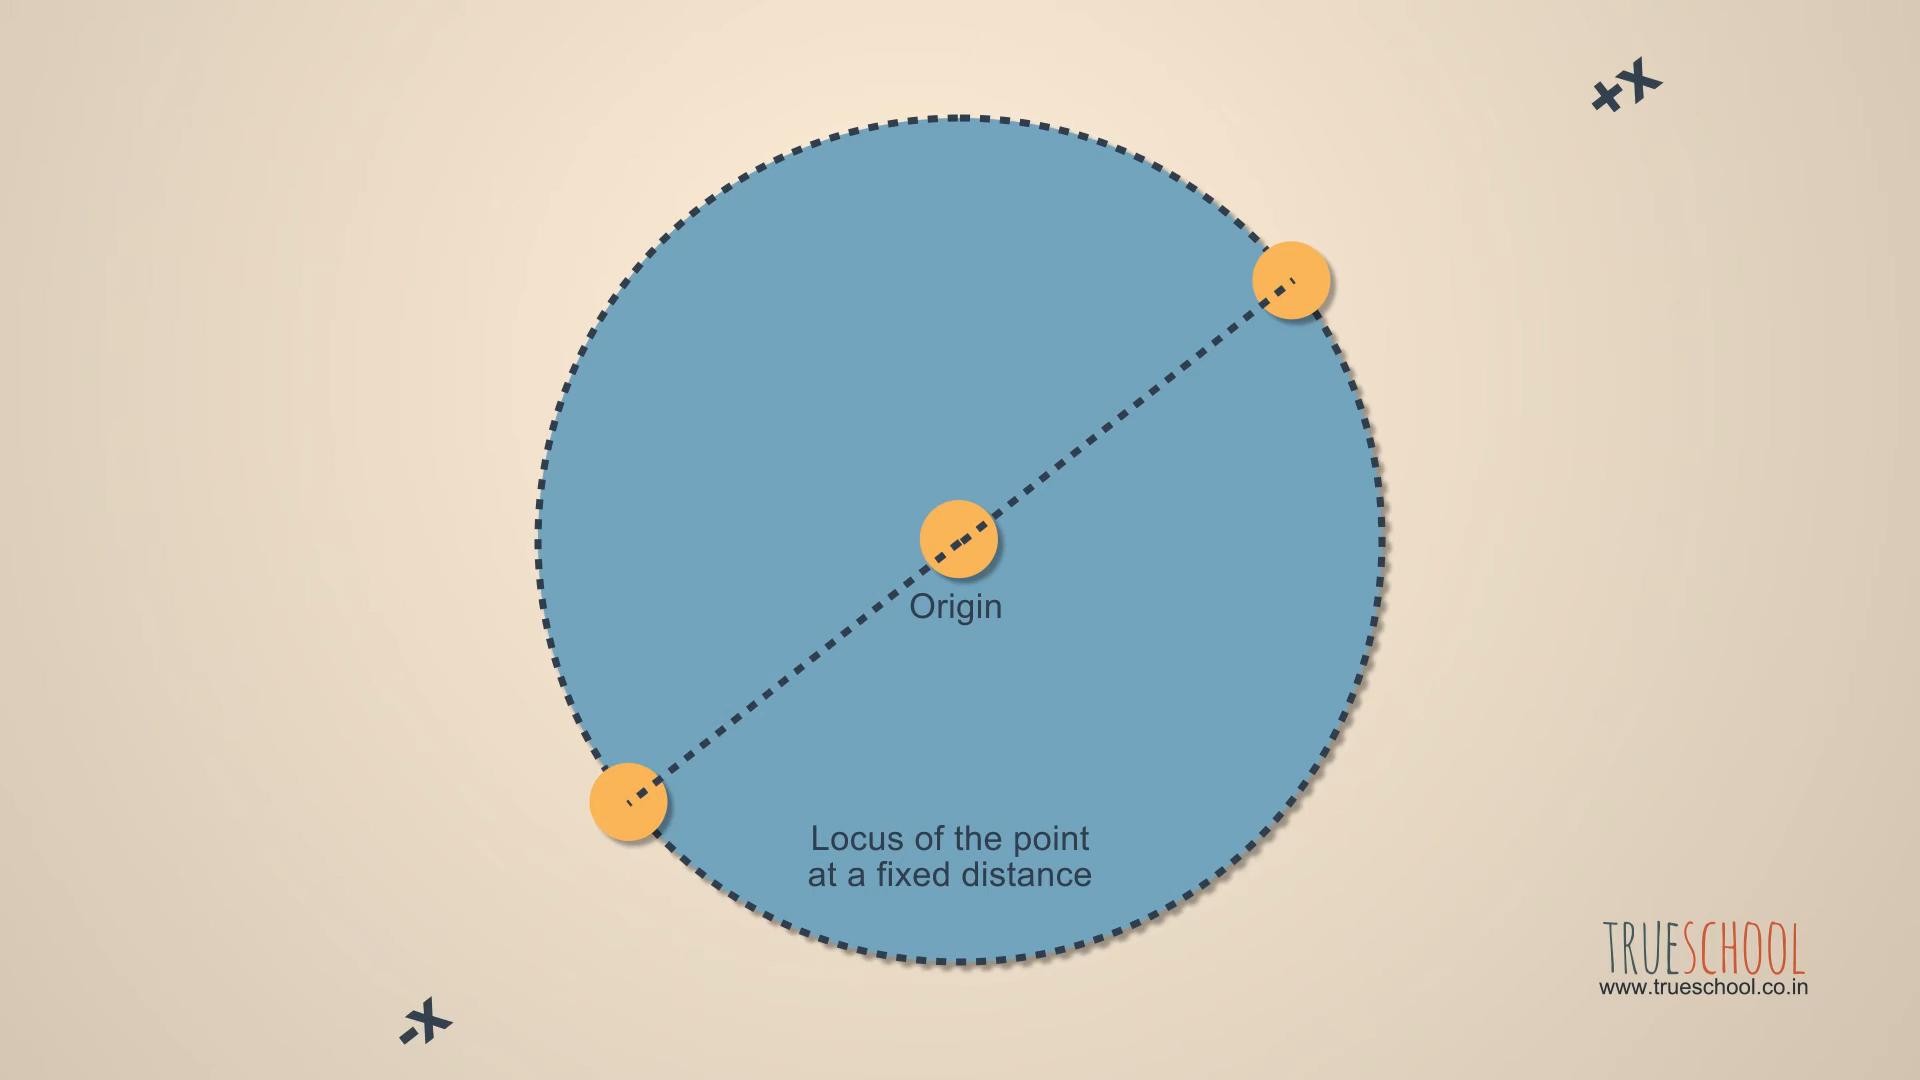 +X
Origin
Locus of the point
at a fixed distance
TRUESCHOOL
www.trueschool.co.in
-X